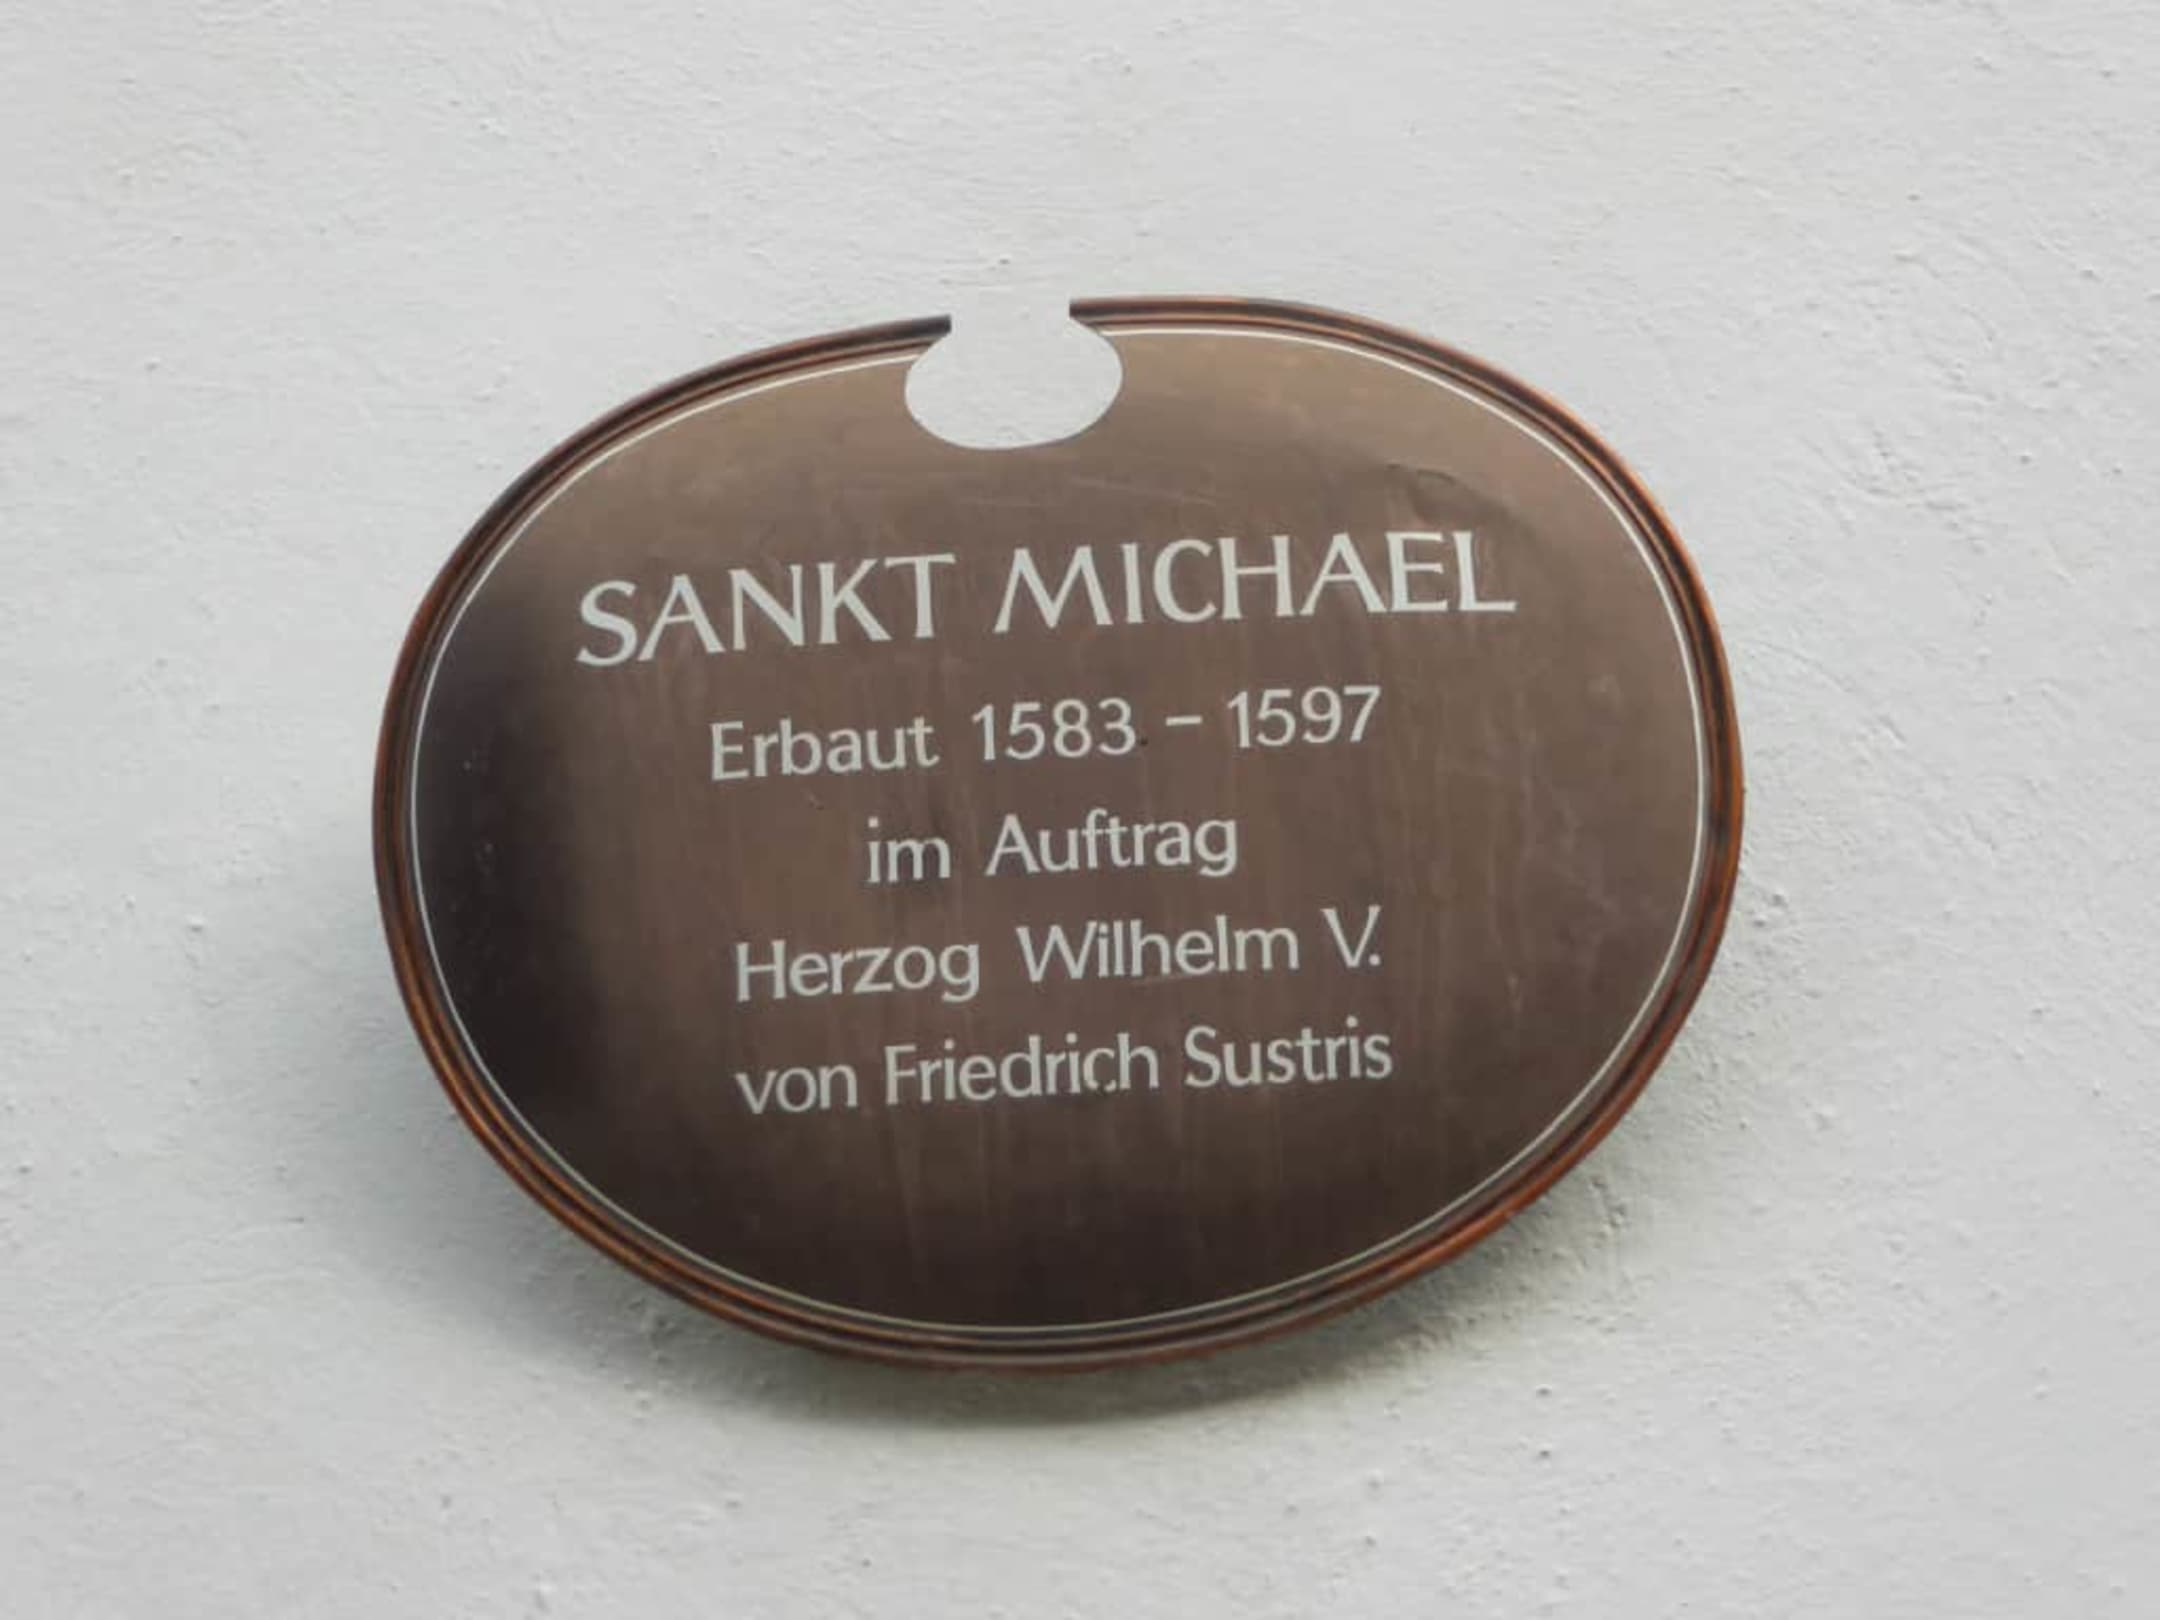 SANKT MICHAEL
Erbaut 1583 – 1597
im Auftrag
Herzog Wilhelm V.
von Friedrich Sustris